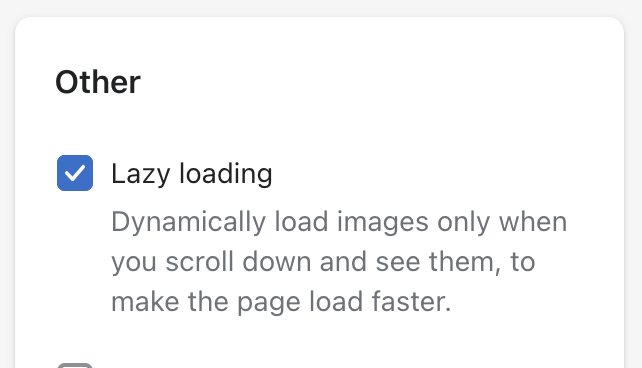 Other
Lazy loading
Dynamically load images only when
you scroll down and see them, to
make the page load faster.